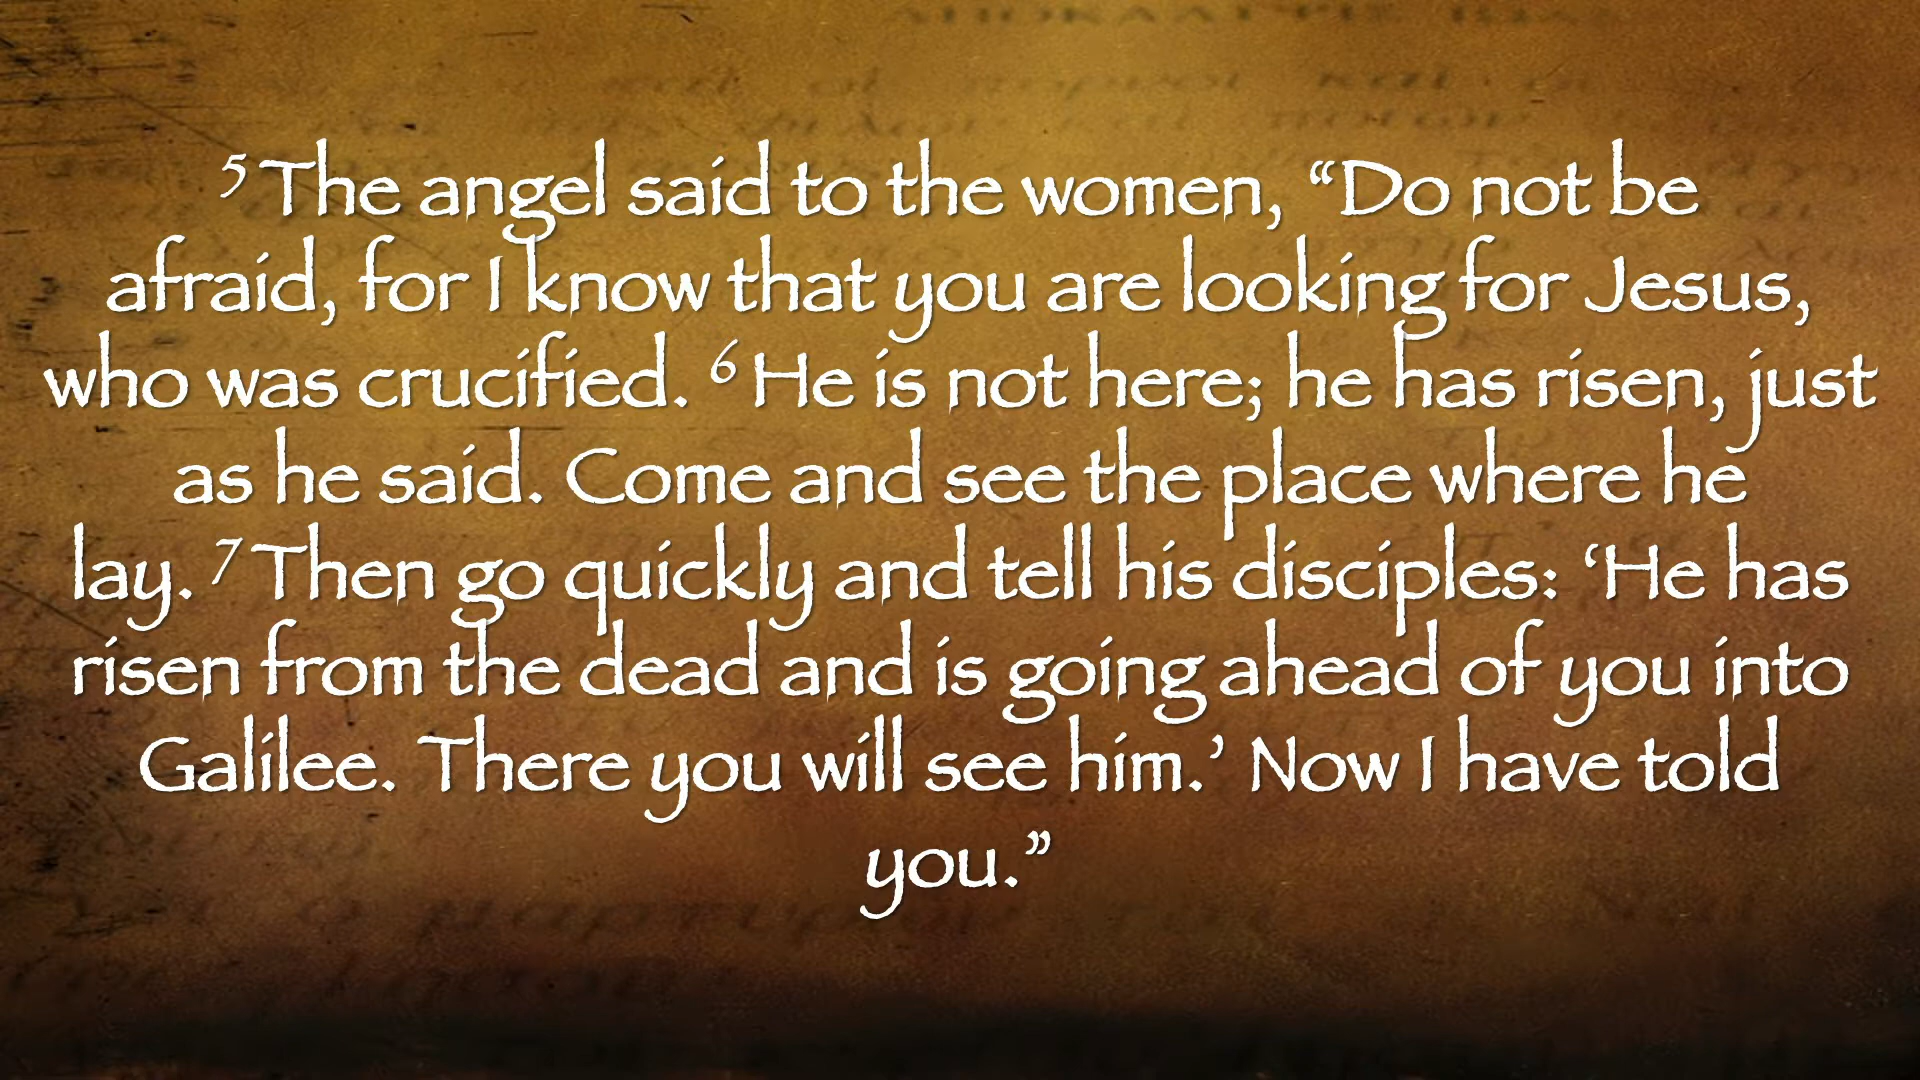 ⁵ The angel said to the women, “Do not be
afraid, for I know that you are looking for Jesus,
who was crucified. ⁶ He is not here; he has risen, just
as he said. Come and see the place where he
lay. ⁷ Then go quickly and tell his disciples: ‘He has
risen from the dead and is going ahead of you into
Galilee. There you will see him.’ Now I have told
you.”